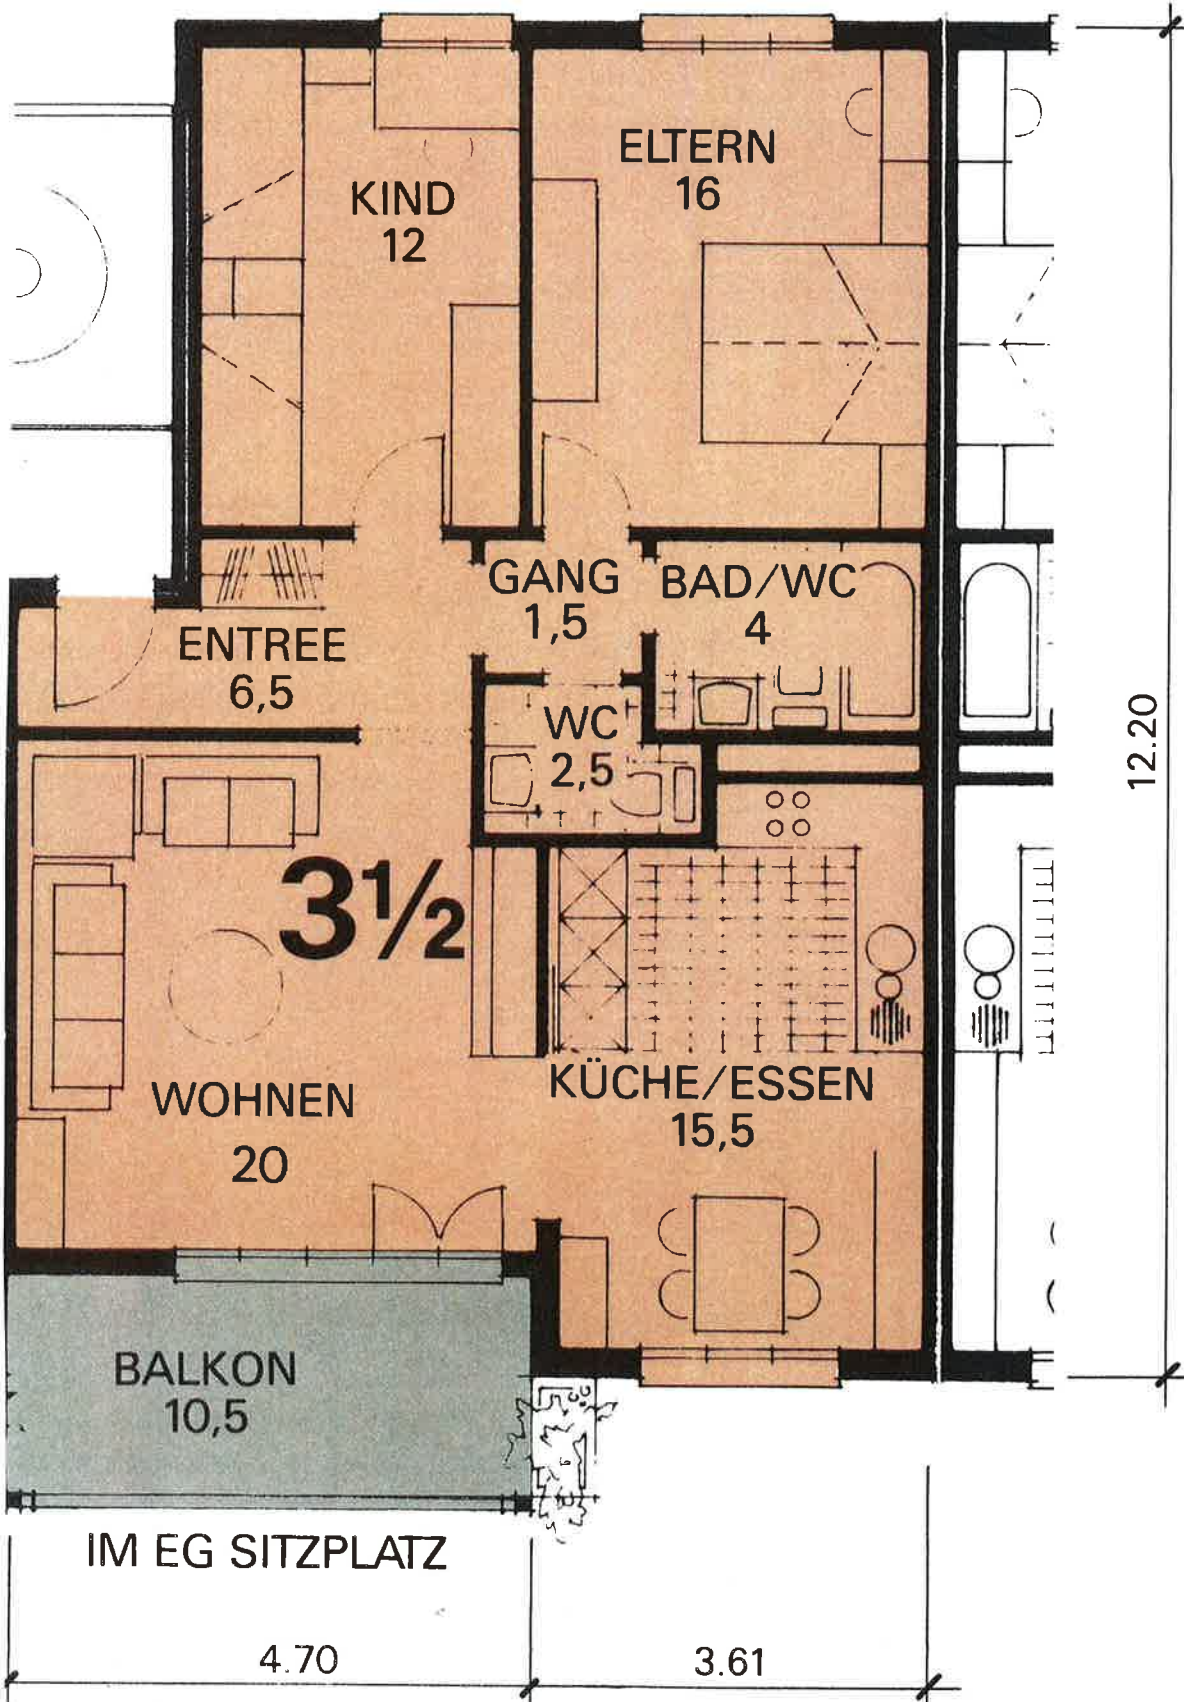 ELTERN
16
KIND
12
GANG
1,5
BAD/WC
4
ENTREE
6,5
WC
2,5
12.20
3½
KÜCHE/ESSEN
15,5
WOHNEN
20
BALKON
10,5
IM EG SITZPLATZ
4.70
3.61